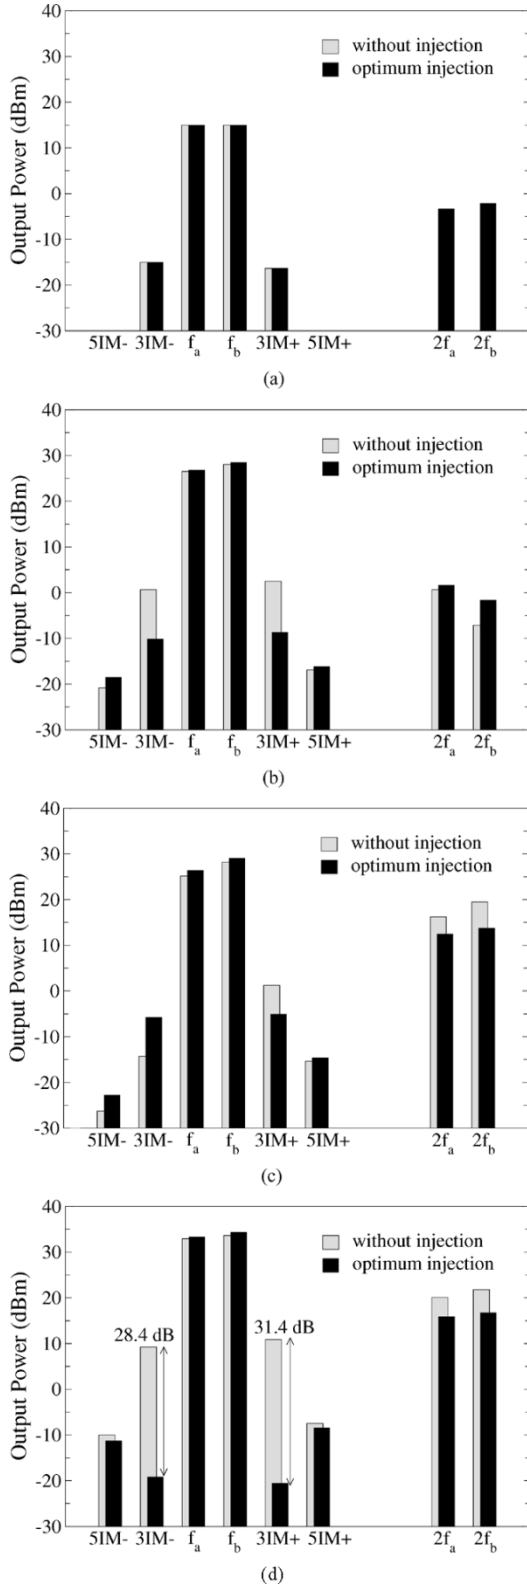 40
without injection
30
optimum injection
20
10
0
-10
-20
-30
Output Power (dBm)
5IM- 3IM- fa fb 3IM+ 5IM+ 2fa 2fb
(a)
40
without injection
30
optimum injection
20
10
0
-10
-20
-30
Output Power (dBm)
5IM- 3IM- fa fb 3IM+ 5IM+ 2fa 2fb
(b)
40
without injection
30
optimum injection
20
10
0
-10
-20
-30
Output Power (dBm)
5IM- 3IM- fa fb 3IM+ 5IM+ 2fa 2fb
(c)
40
without injection
30
optimum injection
20
28.4 dB 31.4 dB
10
0
-10
-20
-30
Output Power (dBm)
5IM- 3IM- fa fb 3IM+ 5IM+ 2fa 2fb
(d)